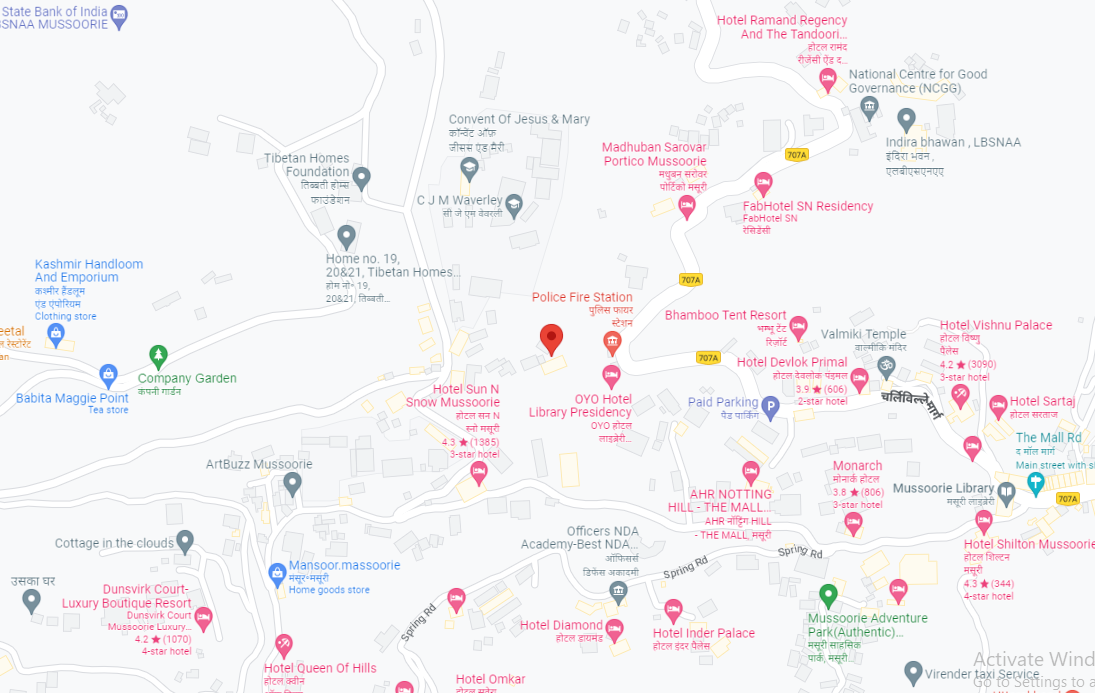 State Bank of India
BSNAA MUSSOORIE
Hotel Ramand Regency
And The Tandoori...
होटल रामंद
रीजेंसी ऐंड द...
National Centre for Good
Governance (NCGG)
Convent Of Jesus & Mary
कॉन्वेंट ऑफ़
जीसस एंड मैरी
Indira bhawan , LBSNAA
इंदिरा भवन ,
एलबीएसएनएए
707A
Madhuban Sarovar
Portico Mussoorie
मधुबन सरोवर
पोर्टिको मसूरी
Tibetan Homes
Foundation
तिब्बती होम्स
फाउंडेशन
C J M Waverley
सी जे एम वेवरली
FabHotel SN Residency
FabHotel SN
रेसिडेंसी
Home no. 19,
20&21, Tibetan Homes...
होम नो॰ 19,
20&21 तिब्बती...
Kashmir Handloom
And Emporium
कश्मीर हैंडलूम
एंड एंपोरियम
Clothing store
707A
Police Fire Station
पुलिस फायर
स्टेशन
Bhamboo Tent Resort
भम्भू टेंट
रिजॉर्ट
eetal
ल रेस्टोरेंट
an
Valmiki Temple
वाल्मीकि मंदिर
Hotel Vishnu Palace
होटल विष्णु
पैलेस
4.2 ★ (3090)
3-star hotel
707A
Hotel Devlok Primal
होटल देवलोक पंइमल
3.9 ★ (606)
2-star hotel
Company Garden
कंपनी गार्डन
Babita Maggie Point
Tea store
Hotel Sun N
Snow Mussoorie
होटल सन N
स्नो मसूरी
4.3 ★ (1385)
3-star hotel
OYO Hotel
Library Presidency
OYO होटल
लाइब्रेरी...
Paid Parking
पेड पार्किंग
चर्लिविल्ले मार्ग
Hotel Sartaj
होटल सरताज
The Mall Rd
द मॉल मार्ग
Main street with s
ArtBuzz Mussoorie
Monarch
मोनार्क होटल
3.8 ★ (806)
3-star hotel
Mussoorie Library
मसूरी लाइब्रेरी
707A
AHR NOTTING
HILL - THE MALL...
AHR नॉट्टिंग HILL
- THE MALL, मसूरी
Officers NDA
Academy-Best NDA...
ऑफिसर्स
डिफेंस अकादमी
Cottage in the clouds
Spring Rd
Spring Rd
Spring Rd
Hotel Shilton Mussoorie
होटल शिल्टन
मसूरी
4.3 ★ (344)
4-star hotel
Mansoor.massoorie
मसूर॰मसूरी
Home goods store
उसका घर
Dunsvirk Court-
Luxury Boutique Resort
Dunsvirk Court
Mussoorie Luxury...
4.2 ★ (1070)
4-star hotel
Hotel Diamond
होटल डायमंड
Hotel Inder Palace
होटल इंदर पैलेस
Mussoorie Adventure
Park(Authentic)...
मसूरी साहसिक
पार्क, मसूरी...
Hotel Queen Of Hills
होटल क्वीन
Hotel Omkar
Virender taxi Service
Activate Wind
Go to Settings to a